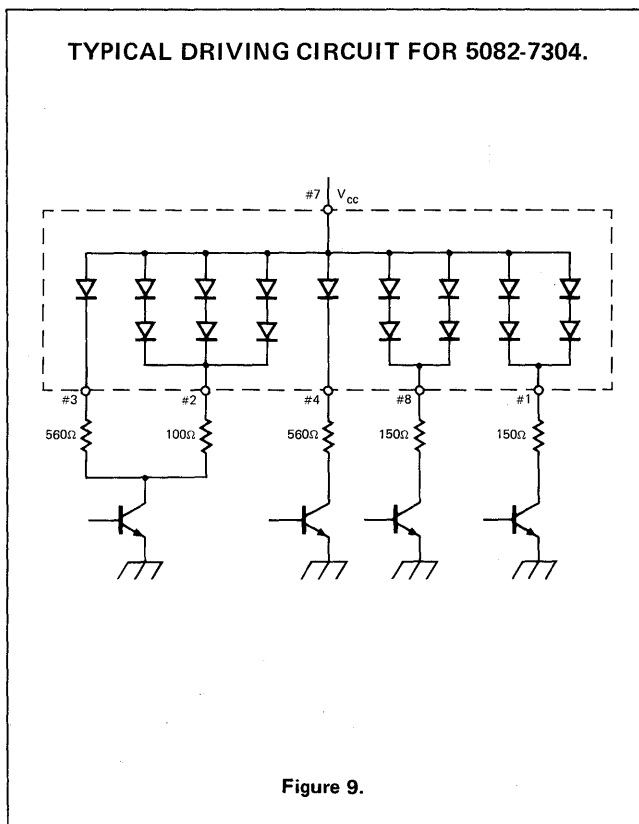 TYPICAL DRIVING CIRCUIT FOR 5082-7304.
#7 V_cc
#3 #2 #4 #8 #1
560Ω 100Ω 560Ω 150Ω 150Ω
Figure 9.